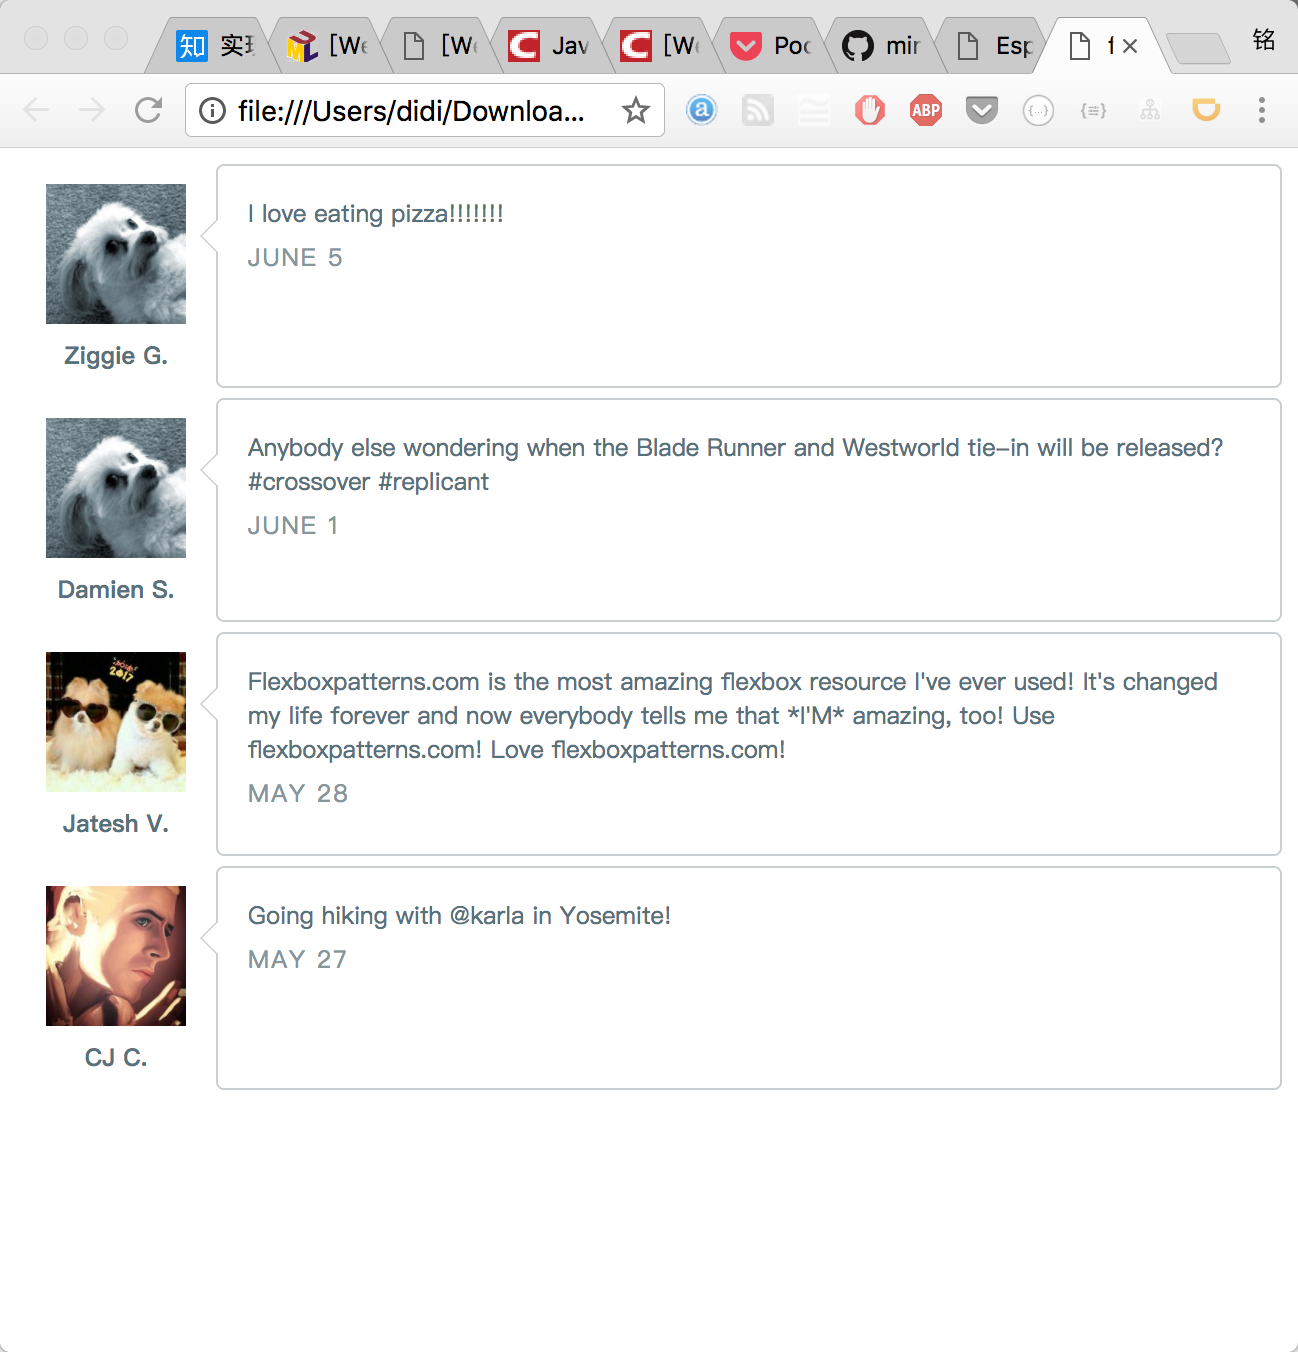 知 实现 [We [We Jav [We Poc mir Esp f 铭
file:///Users/didi/Downloa... a ABP {...} {≡}
I love eating pizza!!!!!!!
JUNE 5
Ziggie G.
Anybody else wondering when the Blade Runner and Westworld tie-in will be released?
#crossover #replicant
JUNE 1
Damien S.
2017
Flexboxpatterns.com is the most amazing flexbox resource I've ever used! It's changed
my life forever and now everybody tells me that *I'M* amazing, too! Use
flexboxpatterns.com! Love flexboxpatterns.com!
MAY 28
Jatesh V.
Going hiking with @karla in Yosemite!
MAY 27
CJ C.